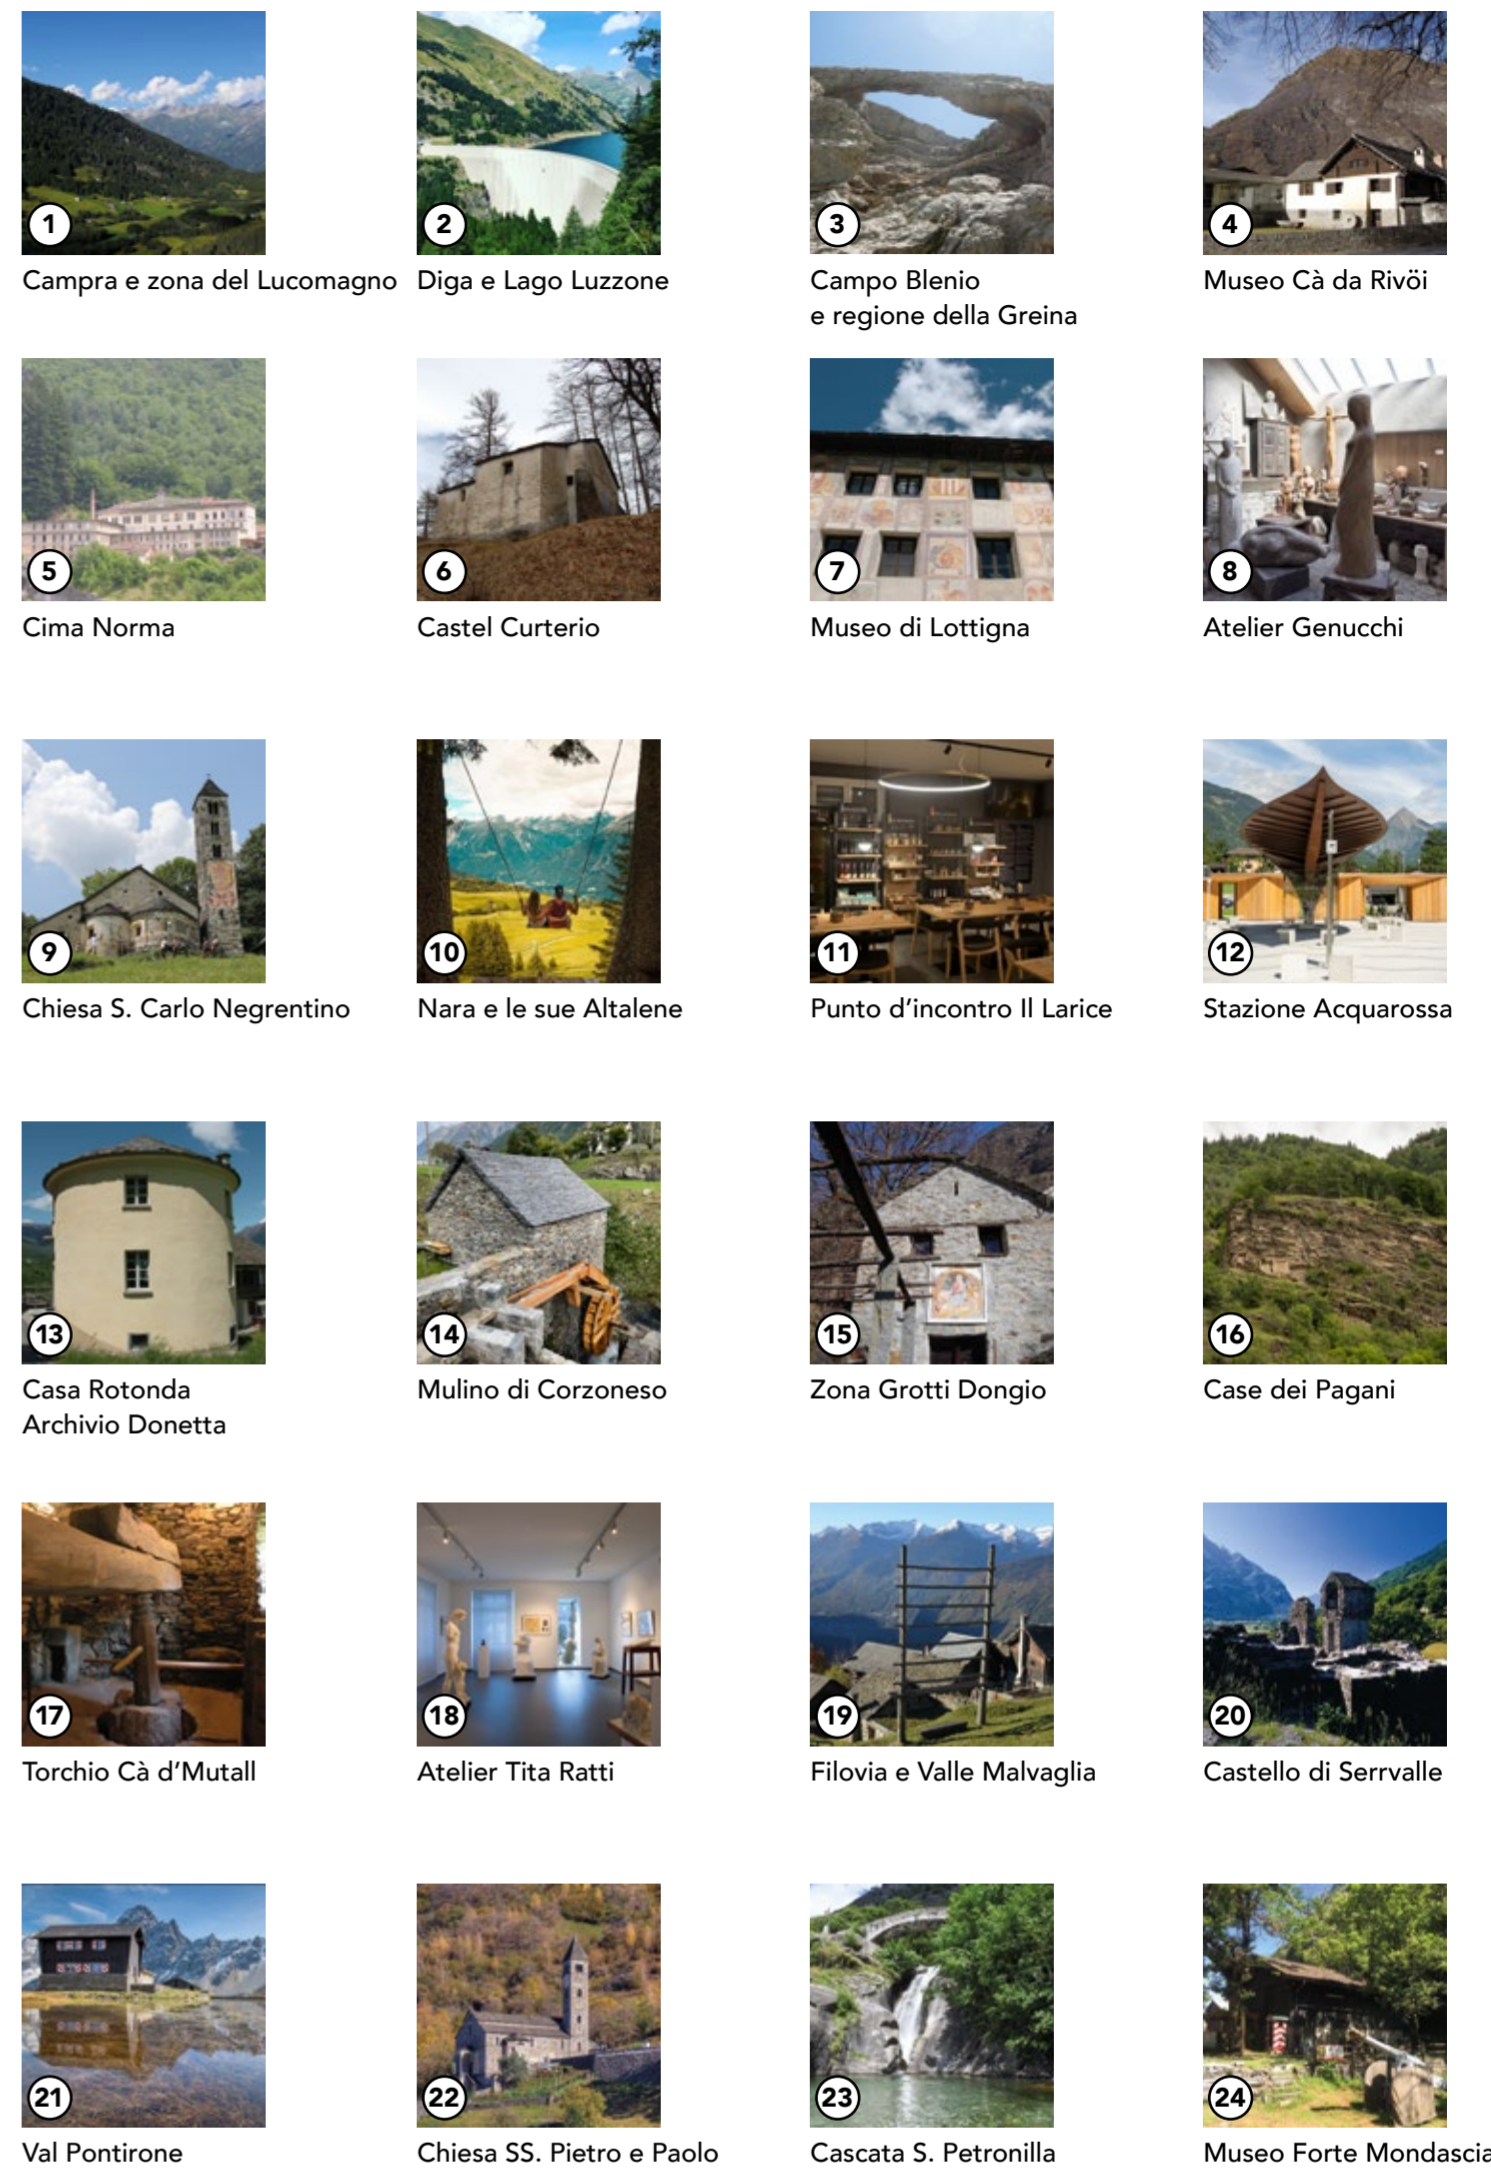 1
2
3
4
Campra e zona del Lucomagno
Diga e Lago Luzzone
Campo Blenio
e regione della Greina
Museo Cà da Rivöi
5
6
7
8
Cima Norma
Castel Curterio
Museo di Lottigna
Atelier Genucchi
9
10
11
12
Chiesa S. Carlo Negrentino
Nara e le sue Altalene
Punto d'incontro Il Larice
Stazione Acquarossa
13
14
15
16
Casa Rotonda
Archivio Donetta
Mulino di Corzoneso
Zona Grotti Dongio
Case dei Pagani
17
18
19
20
Torchio Cà d'Mutall
Atelier Tita Ratti
Filovia e Valle Malvaglia
Castello di Serrvalle
21
22
23
24
Val Pontirone
Chiesa SS. Pietro e Paolo
Cascata S. Petronilla
Museo Forte Mondascia